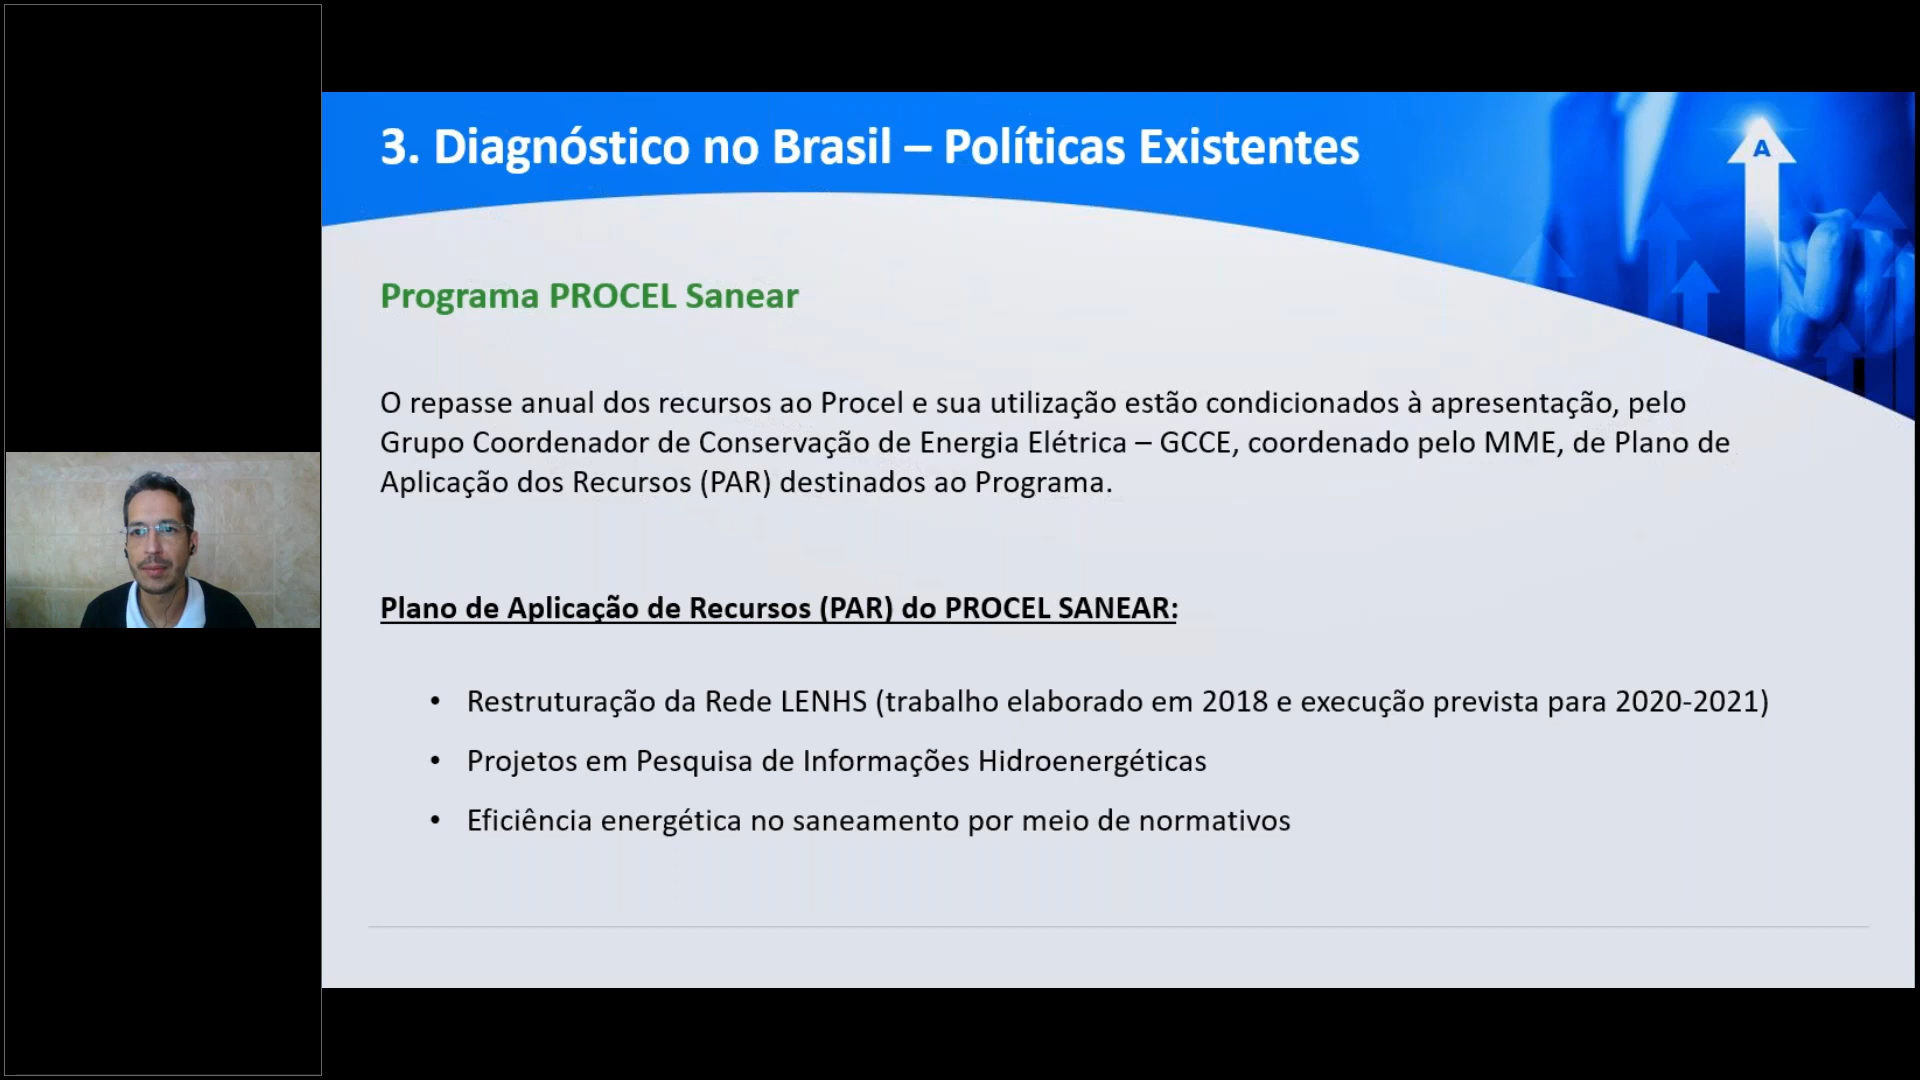 3. Diagnóstico no Brasil – Políticas Existentes
A
Programa PROCEL Sanear
O repasse anual dos recursos ao Procel e sua utilização estão condicionados à apresentação, pelo
Grupo Coordenador de Conservação de Energia Elétrica – GCCE, coordenado pelo MME, de Plano de
Aplicação dos Recursos (PAR) destinados ao Programa.
Plano de Aplicação de Recursos (PAR) do PROCEL SANEAR:
• Restruturação da Rede LENHS (trabalho elaborado em 2018 e execução prevista para 2020-2021)
• Projetos em Pesquisa de Informações Hidroenergéticas
• Eficiência energética no saneamento por meio de normativos